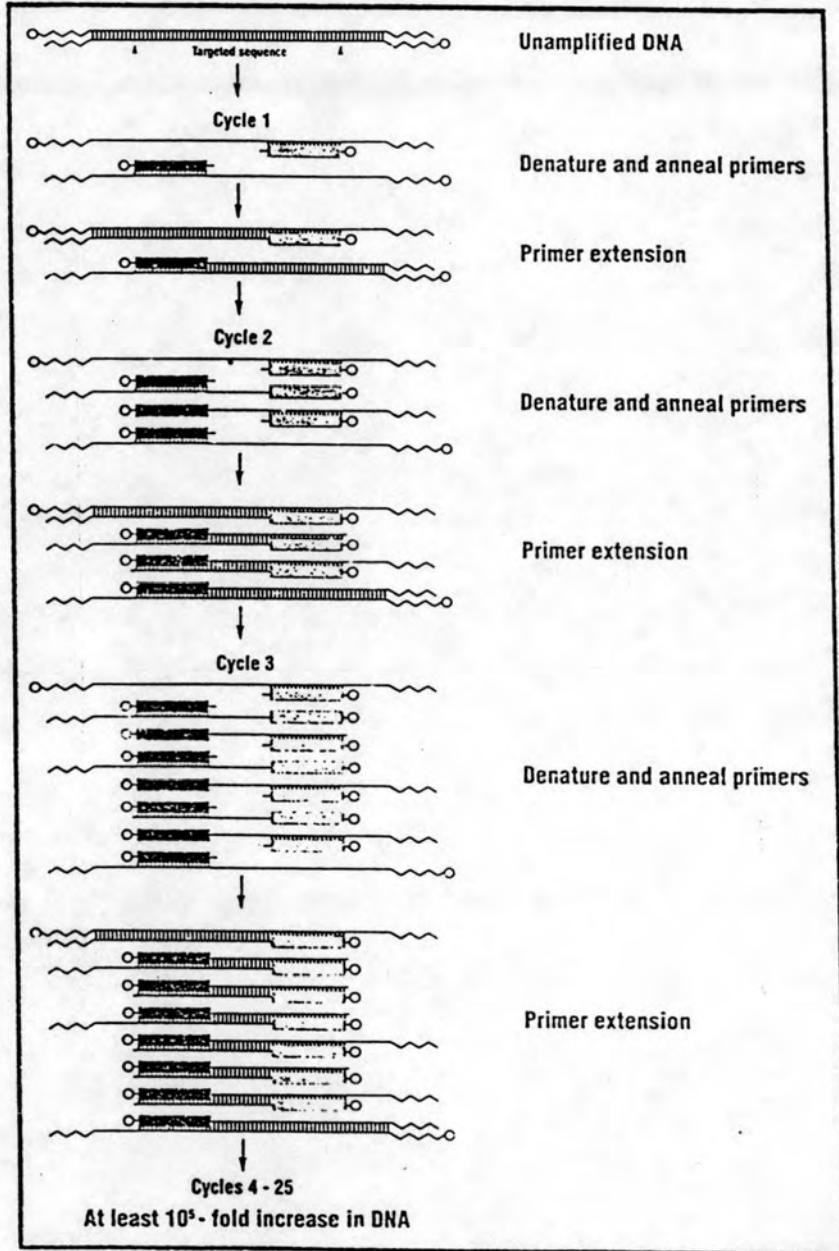 Targeted sequence
Unamplified DNA
Cycle 1
Denature and anneal primers
Primer extension
Cycle 2
Denature and anneal primers
Primer extension
Cycle 3
Denature and anneal primers
Primer extension
Cycles 4 - 25
At least 10⁵ - fold increase in DNA